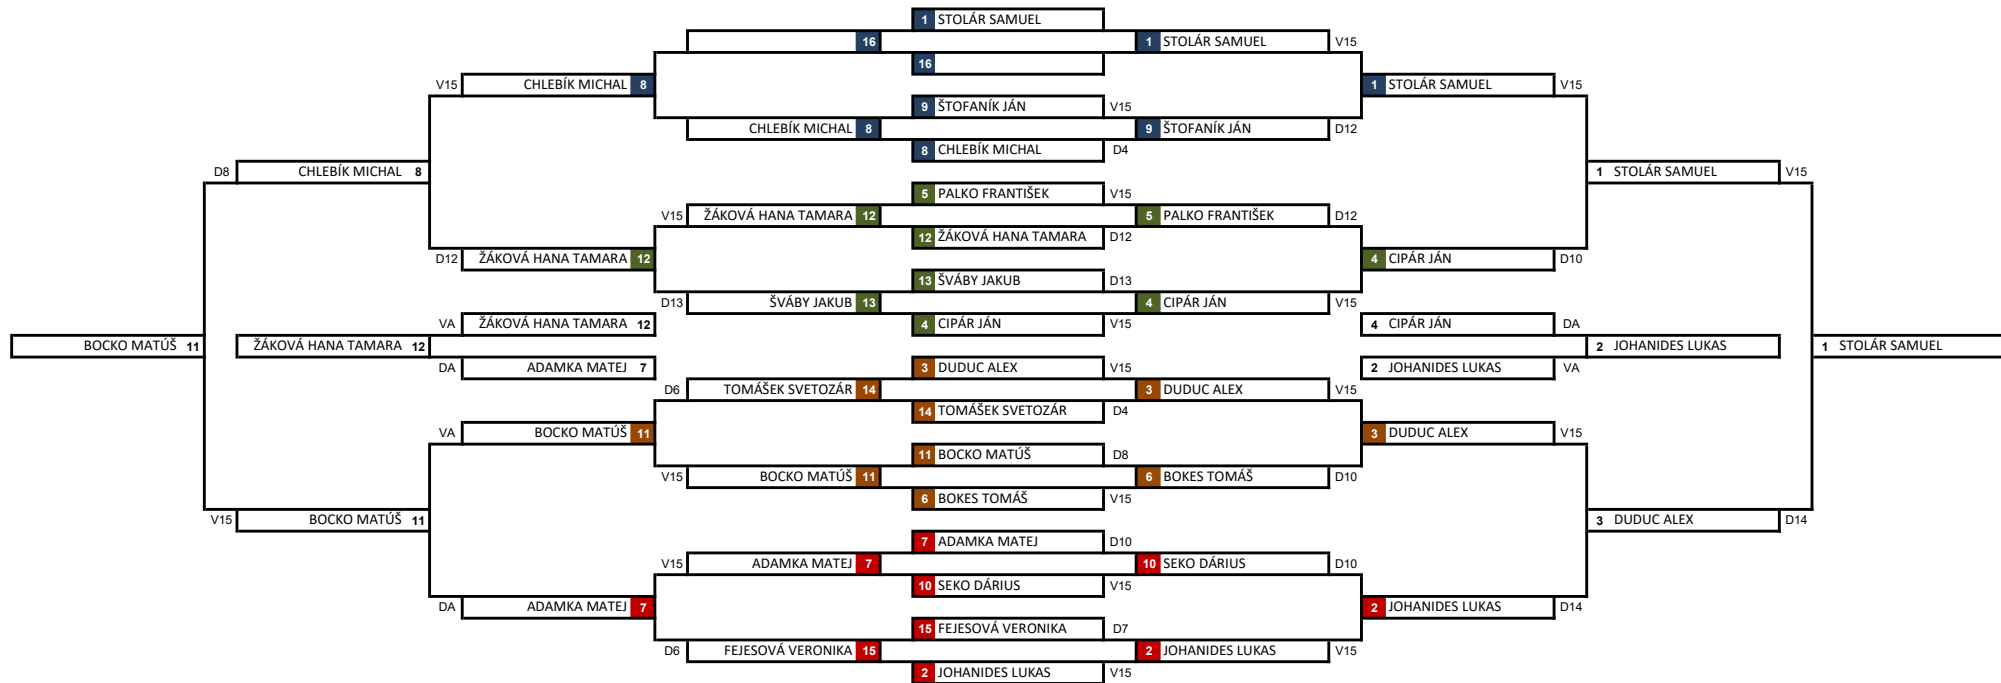 1 STOLÁR SAMUEL
16 1 STOLÁR SAMUEL V15
16
V15 CHLEBÍK MICHAL 8 1 STOLÁR SAMUEL V15
9 ŠTOFANÍK JÁN V15
CHLEBÍK MICHAL 8 9 ŠTOFANÍK JÁN D12
8 CHLEBÍK MICHAL D4
D8 CHLEBÍK MICHAL 8 1 STOLÁR SAMUEL V15
5 PALKO FRANTIŠEK V15
V15 ŽÁKOVÁ HANA TAMARA 12 5 PALKO FRANTIŠEK D12
12 ŽÁKOVÁ HANA TAMARA D12
D12 ŽÁKOVÁ HANA TAMARA 12 4 CIPÁR JÁN D10
13 ŠVÁBY JAKUB D13
D13 ŠVÁBY JAKUB 13 4 CIPÁR JÁN V15
VA ŽÁKOVÁ HANA TAMARA 12 4 CIPÁR JÁN V15 4 CIPÁR JÁN DA
BOCKO MATÚŠ 11 ŽÁKOVÁ HANA TAMARA 12 2 JOHANIDES LUKAS 1 STOLÁR SAMUEL
DA ADAMKA MATEJ 7 3 DUDUC ALEX V15 2 JOHANIDES LUKAS VA
D6 TOMÁŠEK SVETOZÁR 14 3 DUDUC ALEX V15
14 TOMÁŠEK SVETOZÁR D4
VA BOCKO MATÚŠ 11 3 DUDUC ALEX V15
11 BOCKO MATÚŠ D8
V15 BOCKO MATÚŠ 11 6 BOKES TOMÁŠ D10
6 BOKES TOMÁŠ V15
V15 BOCKO MATÚŠ 11 3 DUDUC ALEX D14
7 ADAMKA MATEJ D10
V15 ADAMKA MATEJ 7 10 SEKO DÁRIUS D10
10 SEKO DÁRIUS V15
DA ADAMKA MATEJ 7 2 JOHANIDES LUKAS D14
15 FEJESOVÁ VERONIKA D7
D6 FEJESOVÁ VERONIKA 15 2 JOHANIDES LUKAS V15
2 JOHANIDES LUKAS V15